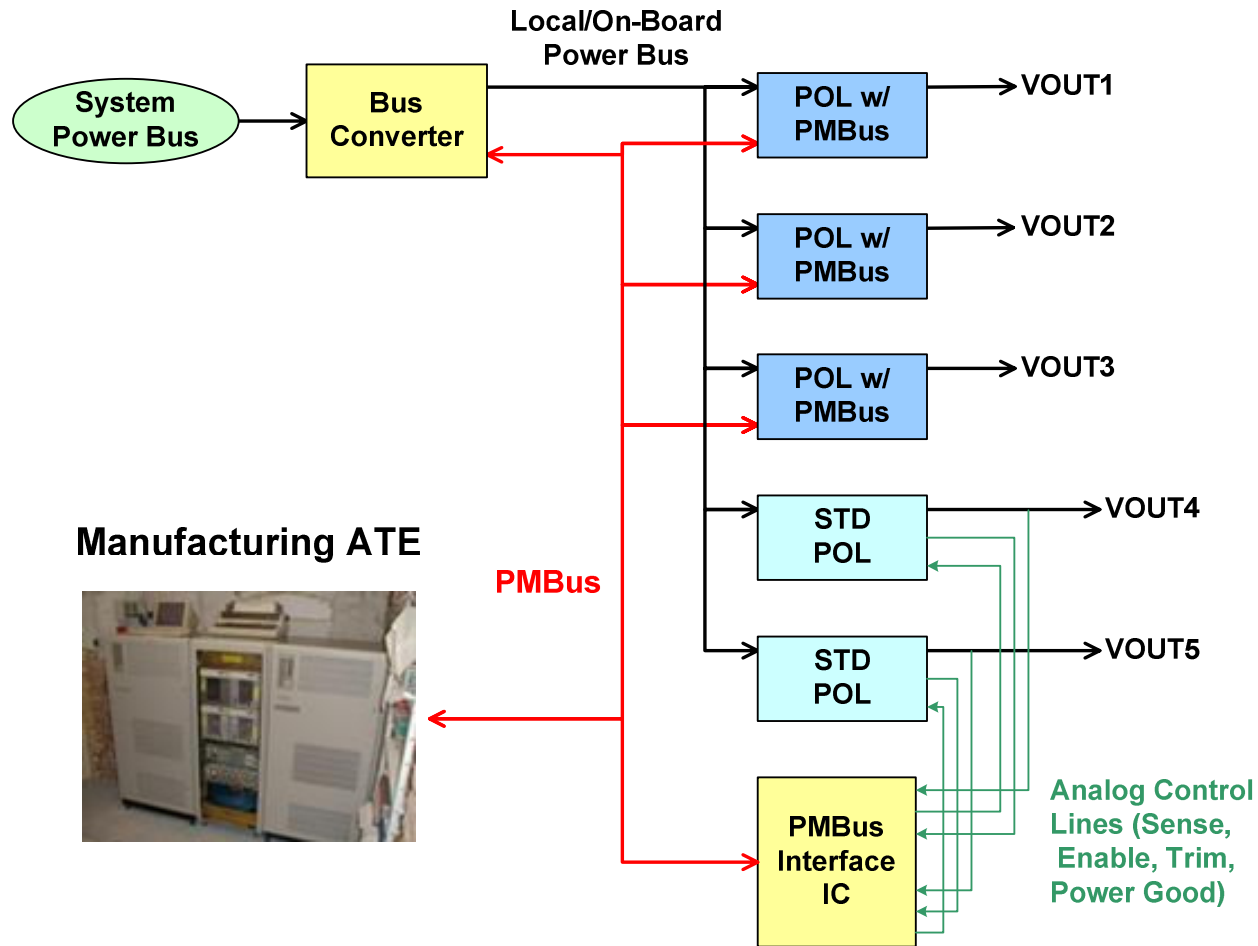 Local/On-Board
Power Bus
System
Power Bus
Bus
Converter
POL w/
PMBus
VOUT1
POL w/
PMBus
VOUT2
POL w/
PMBus
VOUT3
STD
POL
VOUT4
Manufacturing ATE
PMBus
STD
POL
VOUT5
PMBus
Interface
IC
Analog Control
Lines (Sense,
Enable, Trim,
Power Good)